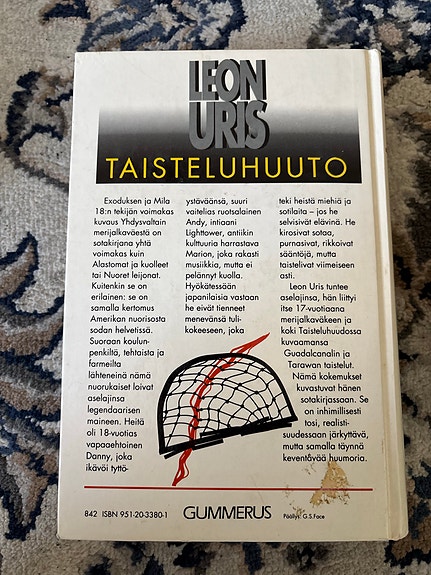 LEON
URIS
TAISTELUHUUTO
Exoduksen ja Mila
18:n tekijän voimakas
kuvaus Yhdysvaltain
merijalkaväestä on
sotakirjana yhtä
voimakas kuin
Alastomat ja kuolleet
tai Nuoret leijonat.
Kuitenkin se on
erilainen: se on
samalla kertomus
Amerikan nuorisosta
sodan helvetissä.
Suoraan koulun-
penkiltä, tehtaista ja
farmeilta
lähteneinä nämä
nuorukaiset loivat
aselajinsa
legendaarisen
maineen. Heitä
oli 18-vuotias
vapaaehtoinen
Danny, joka
ikävöi tyttö-
ystäväänsä, suuri
vaitelias ruotsalainen
Andy, intiaani
Lighttower, antiikin
kulttuuria harrastava
Marion, joka rakasti
musiikkia, mutta ei
pelännyt kuolla.
Hyökätessään
japanilaisia vastaan
he eivät tienneet
menevänsä tuli-
kokeeseen, joka
teki heistä miehiä ja
sotilaita – jos he
selvisivät elävinä. He
kirosivat sotaa,
purnasivat, rikkoivat
sääntöjä, mutta
taistelivat viimeiseen
asti.
Leon Uris tuntee
aselajinsa, hän liittyi
itse 17-vuotiaana
merijalkaväkeen ja
koki Taisteluhuudossa
kuvaamansa
Guadalcanalin ja
Tarawan taistelut.
Nämä kokemukset
kuvastuvat hänen
sotakirjassaan. Se
on inhimillisesti
tosi, realisti-
suudessaan järkyttävä,
mutta samalla täynnä
keventävää huumoria.
842 ISBN 951-20-3380-1
GUMMERUS
Päällys: G.S.Face